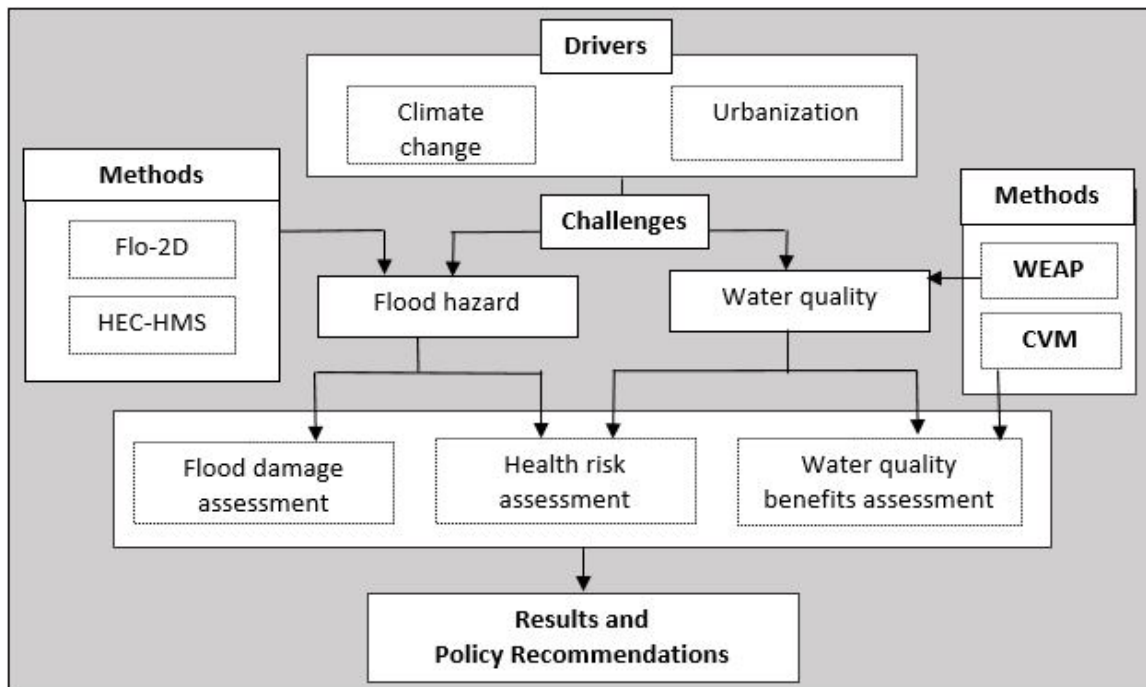 Drivers
Climate
change
Urbanization
Methods
Flo-2D
HEC-HMS
Challenges
Methods
WEAP
CVM
Flood hazard
Water quality
Flood damage
assessment
Health risk
assessment
Water quality
benefits assessment
Results and
Policy Recommendations